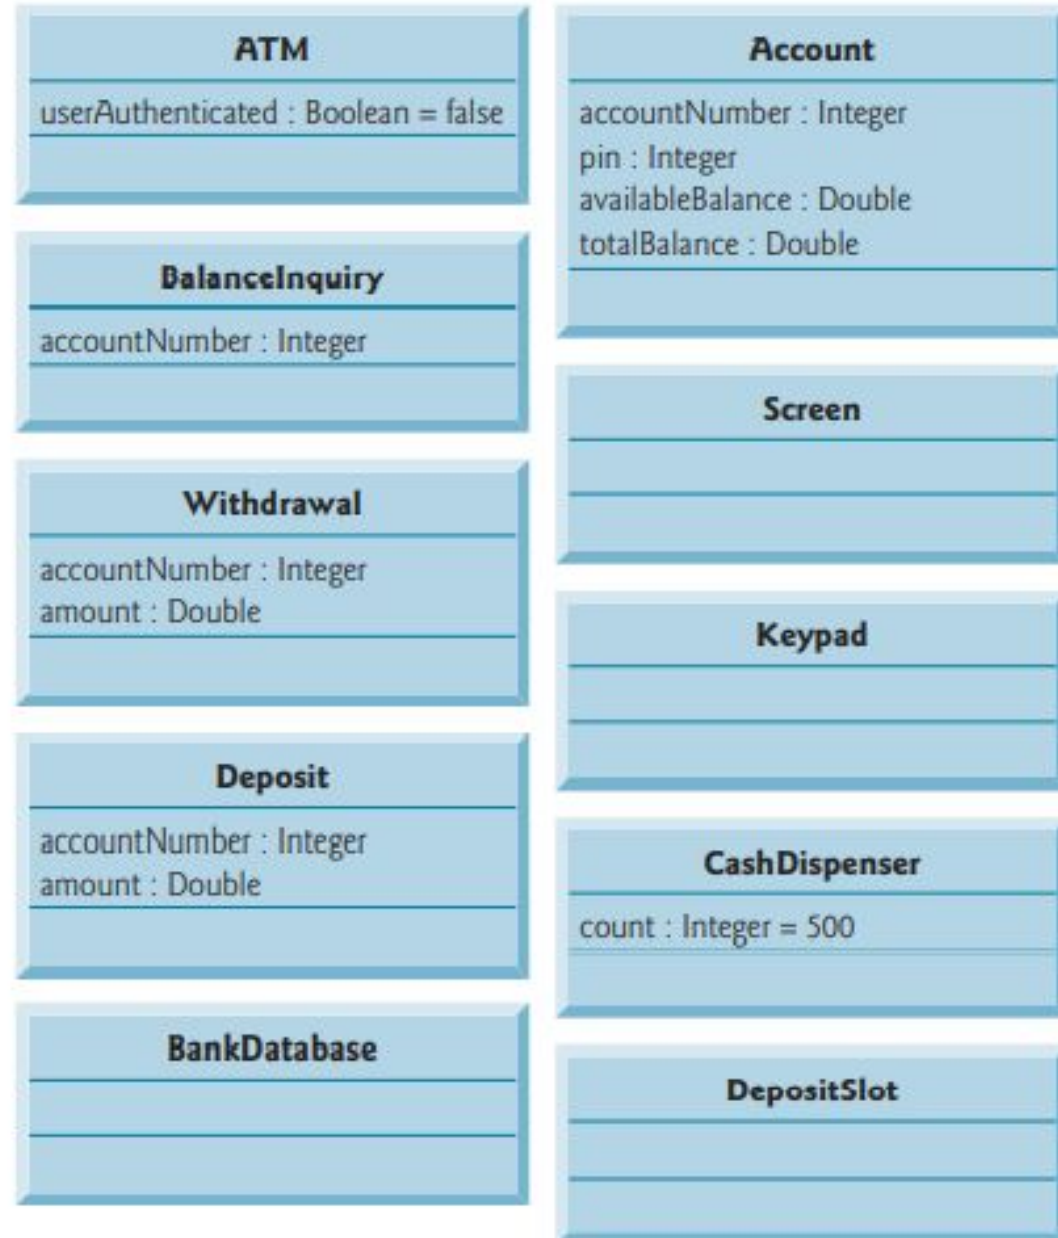 ATM
userAuthenticated : Boolean = false
BalanceInquiry
accountNumber : Integer
Withdrawal
accountNumber : Integer
amount : Double
Deposit
accountNumber : Integer
amount : Double
BankDatabase
Account
accountNumber : Integer
pin : Integer
availableBalance : Double
totalBalance : Double
Screen
Keypad
CashDispenser
count : Integer = 500
DepositSlot